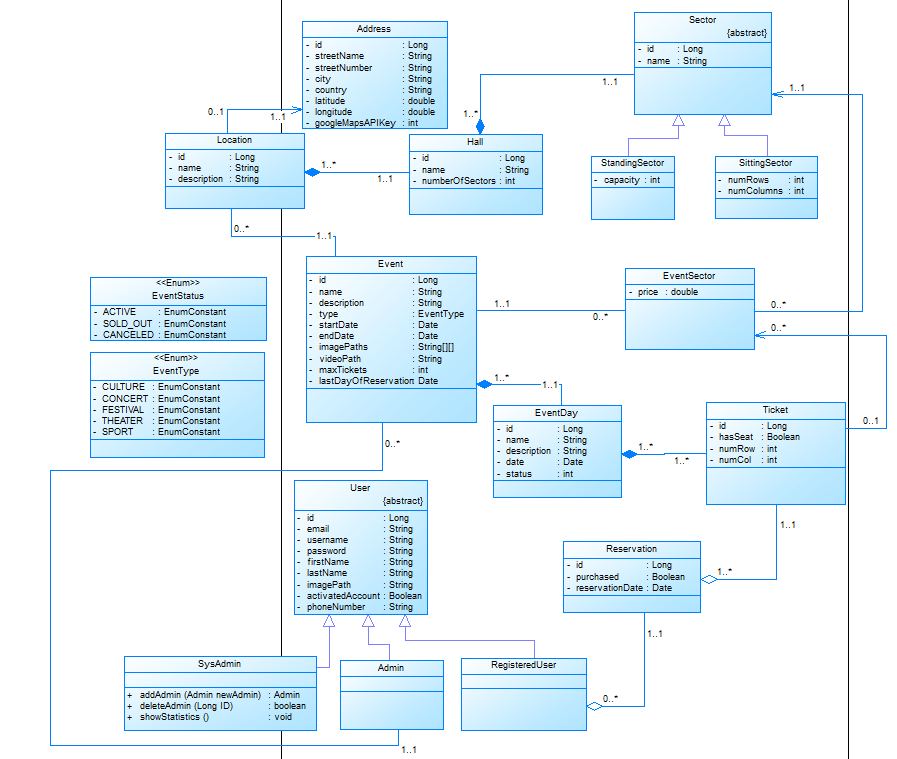 Address
- id : Long
- streetName : String
- streetNumber : String
- city : String
- country : String
- latitude : double
- longitude : double
- googleMapsAPIKey : int
Sector
{abstract}
- id : Long
- name : String
1..1
1..1
0..1
1..1
1..*
Location
- id : Long
- name : String
- description : String
1..*
1..1
Hall
- id : Long
- name : String
- numberOfSectors : int
StandingSector
- capacity : int
SittingSector
- numRows : int
- numColumns : int
0..*
1..1
<<Enum>>
EventStatus
- ACTIVE : EnumConstant
- SOLD_OUT : EnumConstant
- CANCELED : EnumConstant
<<Enum>>
EventType
- CULTURE : EnumConstant
- CONCERT : EnumConstant
- FESTIVAL : EnumConstant
- THEATER : EnumConstant
- SPORT : EnumConstant
Event
- id : Long
- name : String
- description : String
- type : EventType
- startDate : Date
- endDate : Date
- imagePaths : String[][]
- videoPath : String
- maxTickets : int
- lastDayOfReservation : Date
1..1
0..*
EventSector
- price : double
0..*
0..*
1..*
1..1
EventDay
- id : Long
- name : String
- description : String
- date : Date
- status : int
1..*
1..*
Ticket
- id : Long
- hasSeat : Boolean
- numRow : int
- numCol : int
0..1
0..*
User
{abstract}
- id : Long
- email : String
- username : String
- password : String
- firstName : String
- lastName : String
- imagePath : String
- activatedAccount : Boolean
- phoneNumber : String
1..1
Reservation
- id : Long
- purchased : Boolean
- reservationDate : Date
1..*
1..1
SysAdmin
+ addAdmin (Admin newAdmin) : Admin
+ deleteAdmin (Long ID) : boolean
+ showStatistics () : void
Admin
RegisteredUser
0..*
1..1